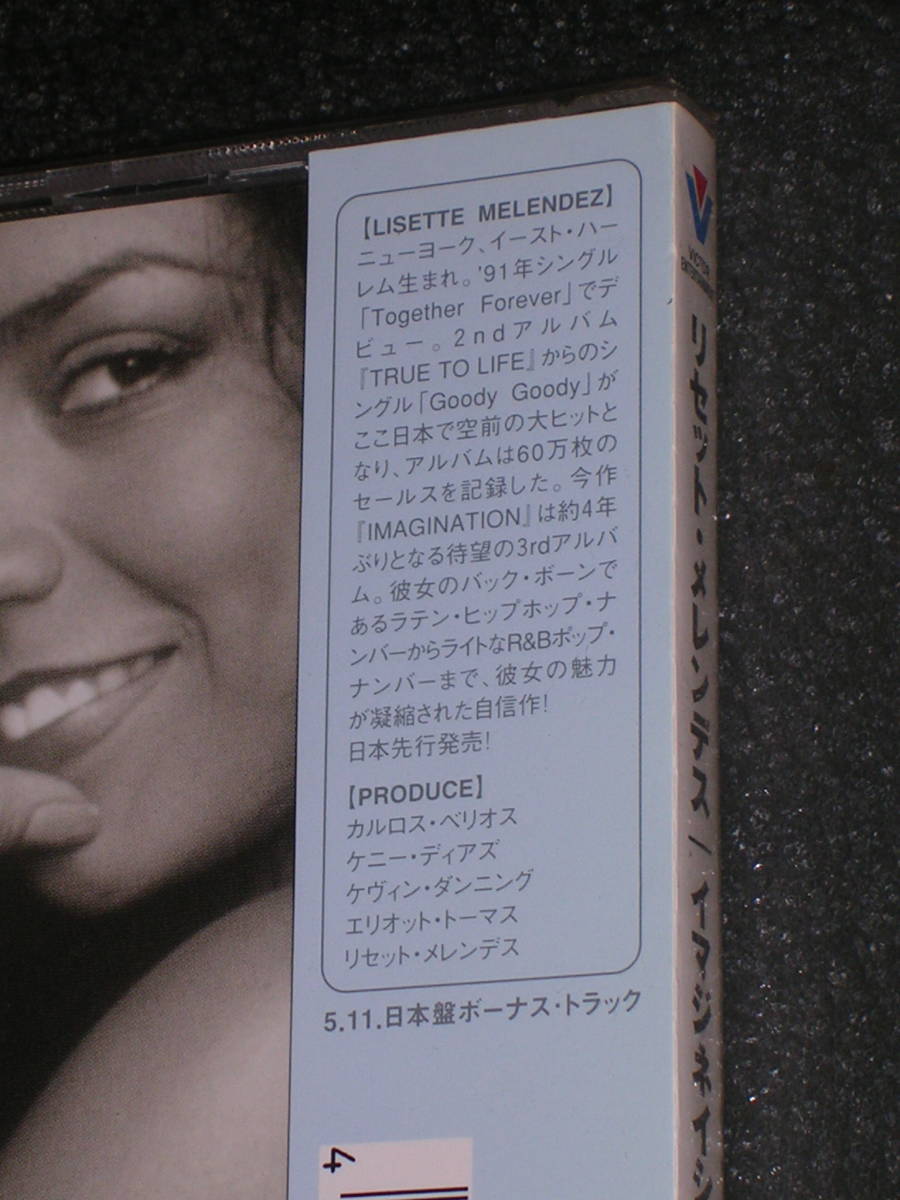 【LISETTE MELENDEZ】
ニューヨーク、イースト・ハー
レム生まれ。'91年シングル
「Together Forever」でデ
ビュー。2ndアルバム
『TRUE TO LIFE』からのシ
ングル「Goody Goody」が
ここ日本で空前の大ヒットと
なり、アルバムは60万枚の
セールスを記録した。今作
『IMAGINATION』は約4年
ぶりとなる待望の3rdアルバ
ム。彼女のバック・ボーンで
あるラテン・ヒップホップ・ナ
ンバーからライトなR&Bポップ・
ナンバーまで、彼女の魅力
が凝縮された自信作!
日本先行発売!
【PRODUCE】
カルロス・ベリオス
ケニー・ディアズ
ケヴィン・ダンニング
エリオット・トーマス
リセット・メレンデス
5.11.日本盤ボーナス・トラック
4
VICTOR
ENTERTAINMENT
リセット・メレンデス/イマジネイシ